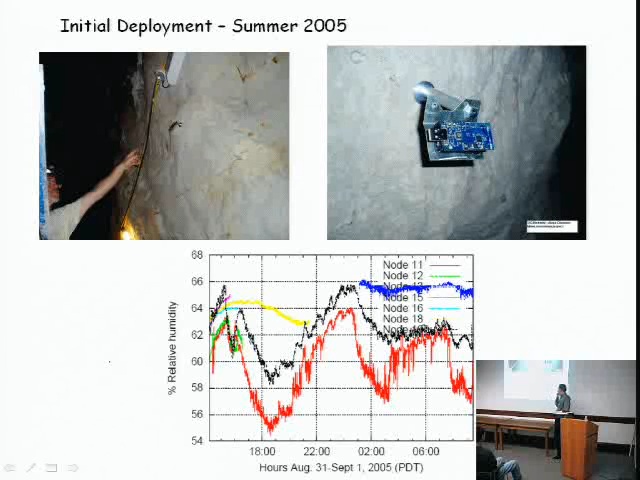 Initial Deployment – Summer 2005
68
66
64
62
60
58
56
54
% Relative humidity
Node 11
Node 12
Node 15
Node 16
Node 18
18:00
22:00
02:00
06:00
Hours Aug. 31-Sept 1, 2005 (PDT)